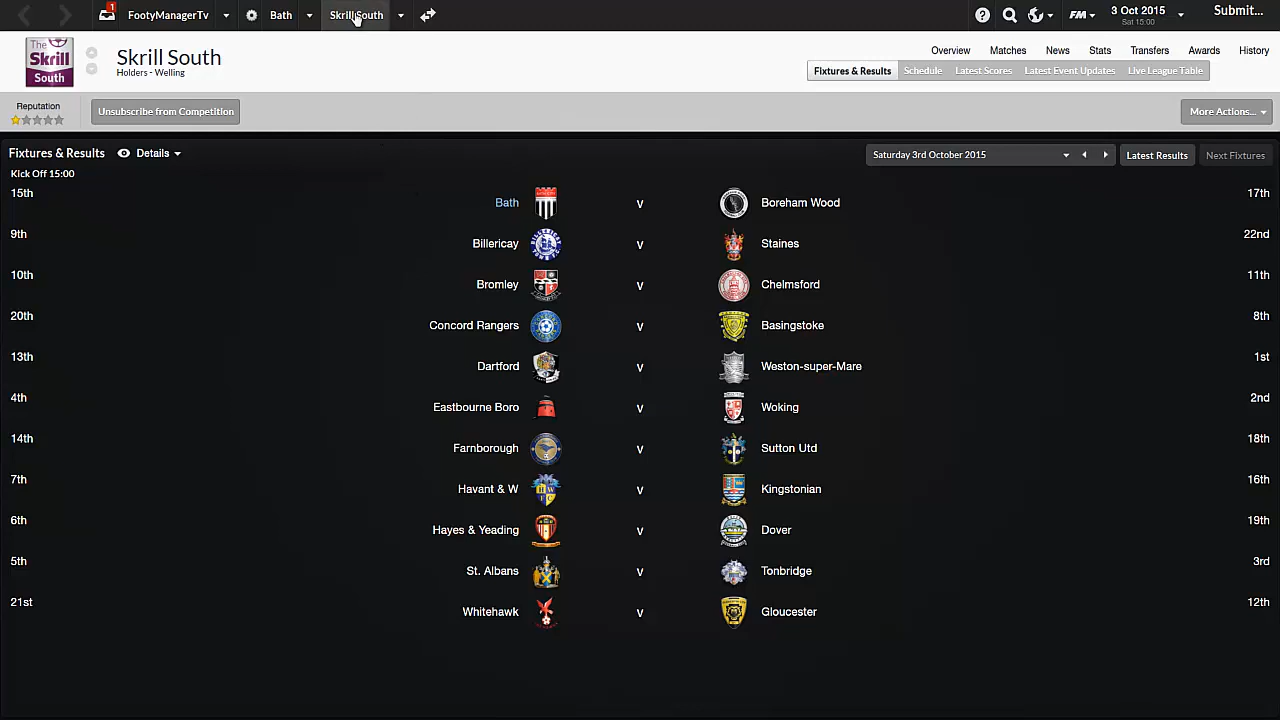 1 FootyManagerTv Bath Skrill South FM 3 Oct 2015 Submit...
Sat 15:00
The Skrill South
Skrill South
Holders - Welling
Overview Matches News Stats Transfers Awards History
Fixtures & Results Schedule Latest Scores Latest Event Updates Live League Table
Reputation
Unsubscribe from Competition More Actions...
Fixtures & Results Details Saturday 3rd October 2015 Latest Results Next Fixtures
Kick Off 15:00
15th Bath v Boreham Wood 17th
9th Billericay v Staines 22nd
10th Bromley v Chelmsford 11th
20th Concord Rangers v Basingstoke 8th
13th Dartford v Weston-super-Mare 1st
4th Eastbourne Boro v Woking 2nd
14th Farnborough v Sutton Utd 18th
7th Havant & W v Kingstonian 16th
6th Hayes & Yeading v Dover 19th
5th St. Albans v Tonbridge 3rd
21st Whitehawk v Gloucester 12th